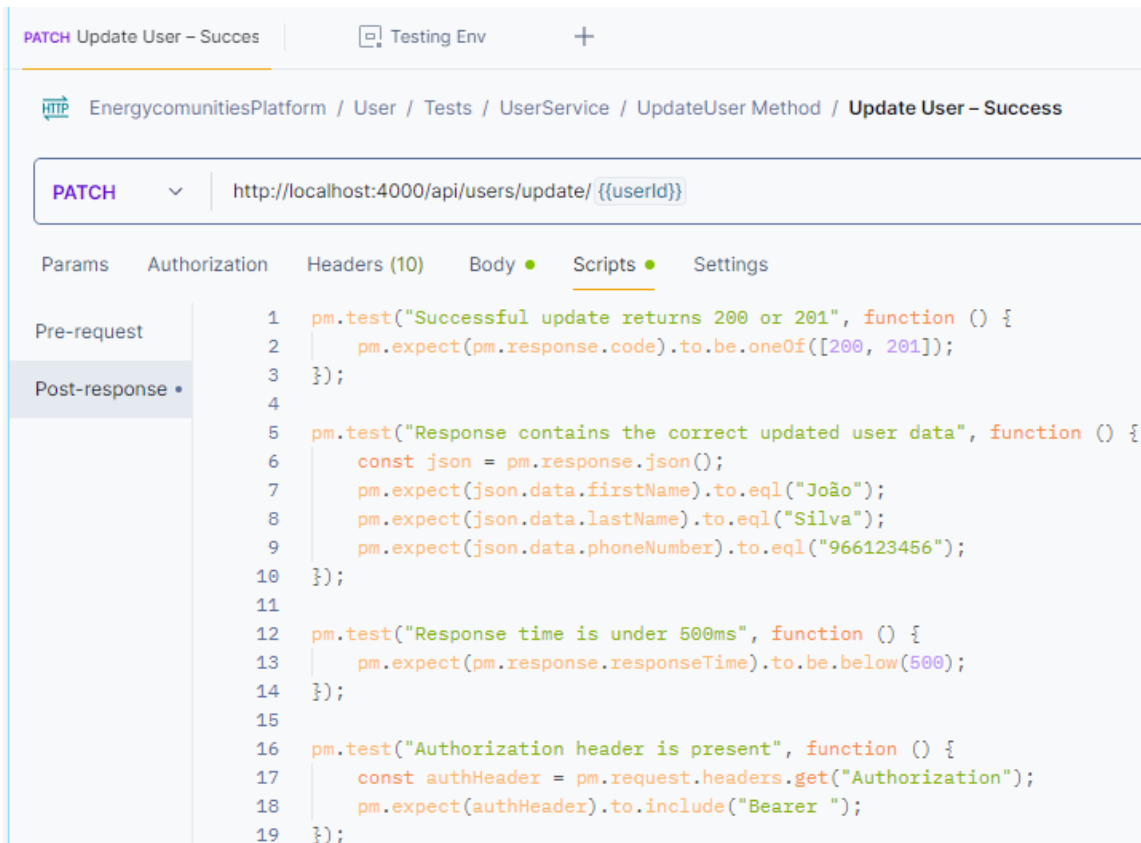 PATCH Update User – Succes Testing Env
HTTP EnergycomunitiesPlatform / User / Tests / UserService / UpdateUser Method / Update User – Success
PATCH http://localhost:4000/api/users/update/ {{userId}}
Params Authorization Headers (10) Body Scripts Settings
Pre-request
Post-response
1 pm.test("Successful update returns 200 or 201", function () {
2 pm.expect(pm.response.code).to.be.oneOf([200, 201]);
3 });
4
5 pm.test("Response contains the correct updated user data", function () {
6 const json = pm.response.json();
7 pm.expect(json.data.firstName).to.eql("João");
8 pm.expect(json.data.lastName).to.eql("Silva");
9 pm.expect(json.data.phoneNumber).to.eql("966123456");
10 });
11
12 pm.test("Response time is under 500ms", function () {
13 pm.expect(pm.response.responseTime).to.be.below(500);
14 });
15
16 pm.test("Authorization header is present", function () {
17 const authHeader = pm.request.headers.get("Authorization");
18 pm.expect(authHeader).to.include("Bearer ");
19 });